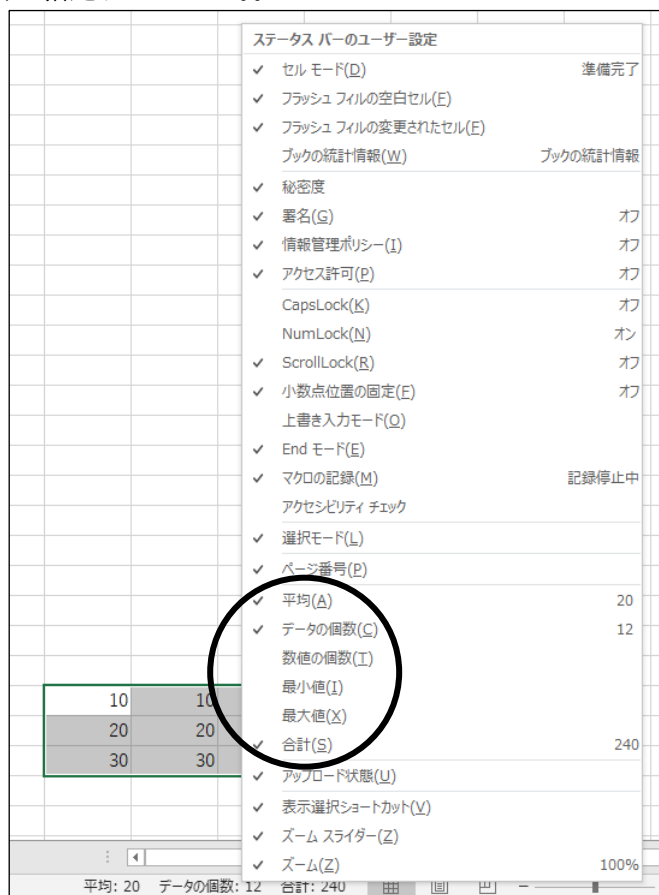 ステータス バーのユーザー設定
✓ セル モード(D) 準備完了
✓ フラッシュ フィルの空白セル(F)
✓ フラッシュ フィルの変更されたセル(F)
ブックの統計情報(W) ブックの統計情報
✓ 秘密度
✓ 署名(G) オフ
✓ 情報管理ポリシー(I) オフ
✓ アクセス許可(P) オフ
CapsLock(K) オフ
NumLock(N) オン
✓ ScrollLock(R) オフ
✓ 小数点位置の固定(F) オフ
上書き入力モード(O)
✓ End モード(E)
✓ マクロの記録(M) 記録停止中
アクセシビリティ チェック
✓ 選択モード(L)
✓ ページ番号(P)
✓ 平均(A) 20
✓ データの個数(C) 12
数値の個数(T)
最小値(I)
最大値(X)
✓ 合計(S) 240
✓ アップロード状態(U)
✓ 表示選択ショートカット(V)
✓ ズーム スライダー(Z)
✓ ズーム(Z) 100%
10 10
20 20
30 30
平均: 20 データの個数: 12 合計: 240